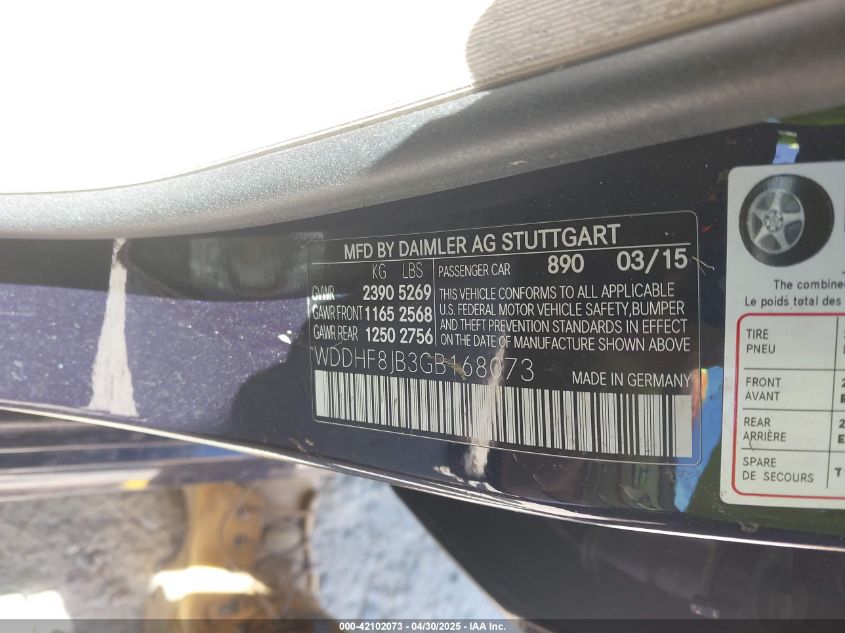 MFD BY DAIMLER AG STUTTGART
KG LBS PASSENGER CAR 890 03/15
GVWR 2390 5269
GAWR FRONT 1165 2568
GAWR REAR 1250 2756
THIS VEHICLE CONFORMS TO ALL APPLICABLE
U.S. FEDERAL MOTOR VEHICLE SAFETY,BUMPER
AND THEFT PREVENTION STANDARDS IN EFFECT
ON THE DATE OF MANUFACTURE SHOWN ABOVE
WDDHF8JB3GB168073
MADE IN GERMANY
The combine
Le poids total des
TIRE
PNEU
FRONT 2
AVANT
REAR 2
ARRIÈRE E
SPARE T
DE SECOURS
000-42102073 - 04/30/2025 - IAA Inc.